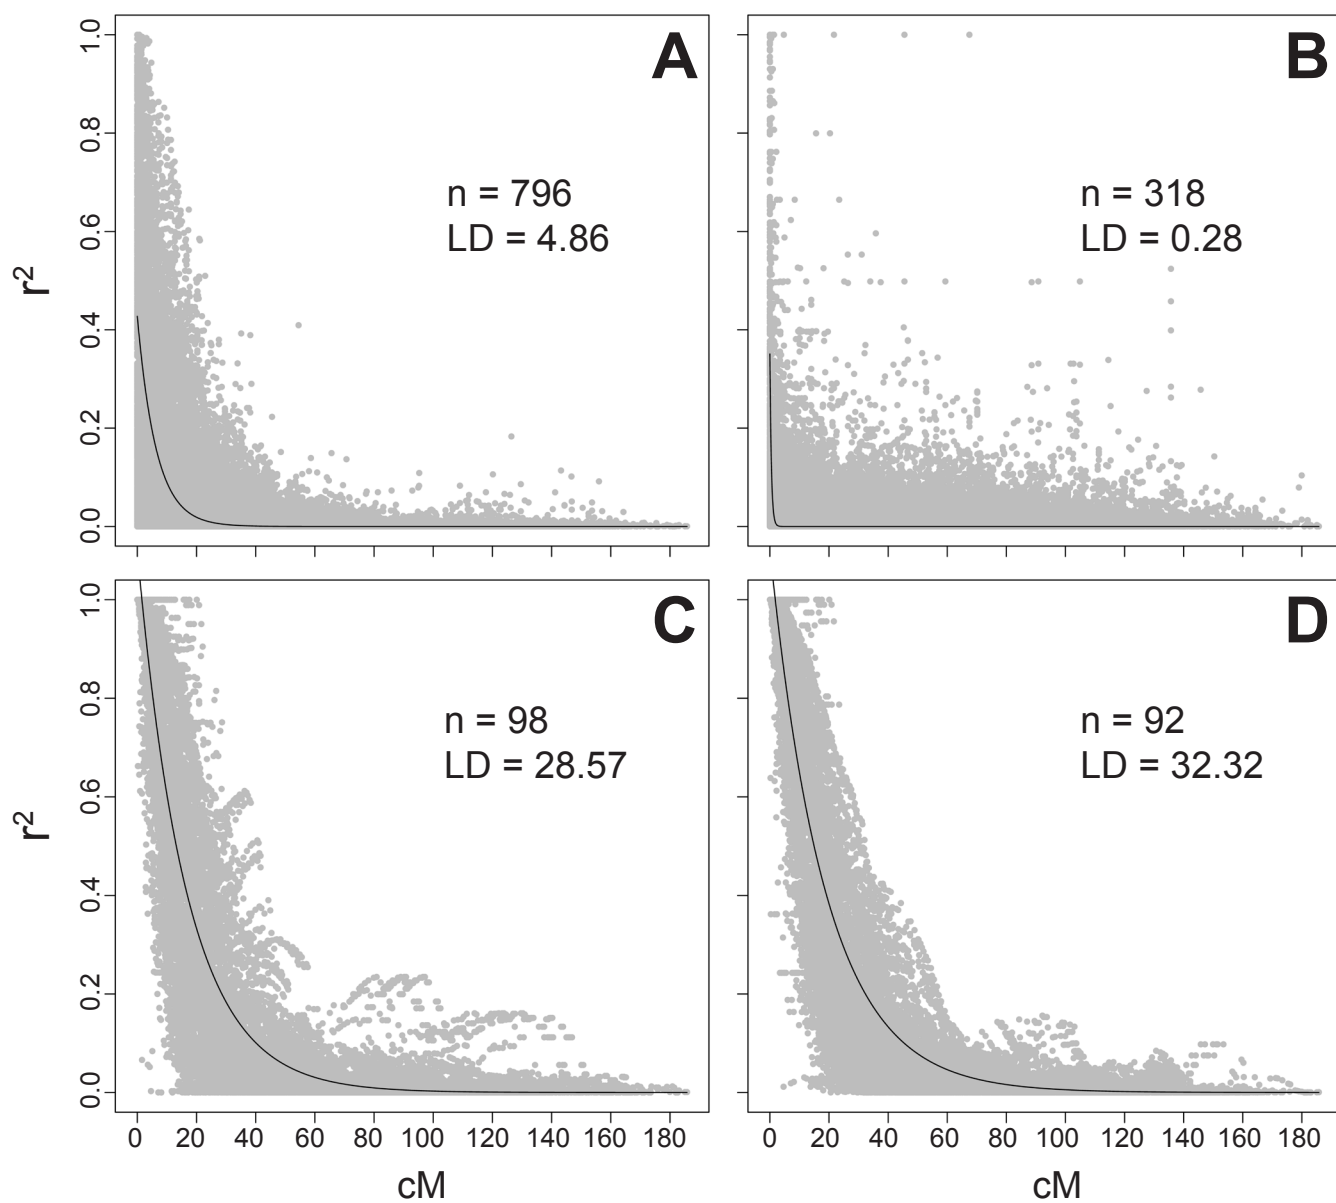 A
B
r²
1.0
0.8
0.6
0.4
0.2
0.0
n = 796
LD = 4.86
n = 318
LD = 0.28
C
D
r²
1.0
0.8
0.6
0.4
0.2
0.0
n = 98
LD = 28.57
n = 92
LD = 32.32
0 20 40 60 80 100 120 140 160 180
0 20 40 60 80 100 120 140 160 180
cM
cM